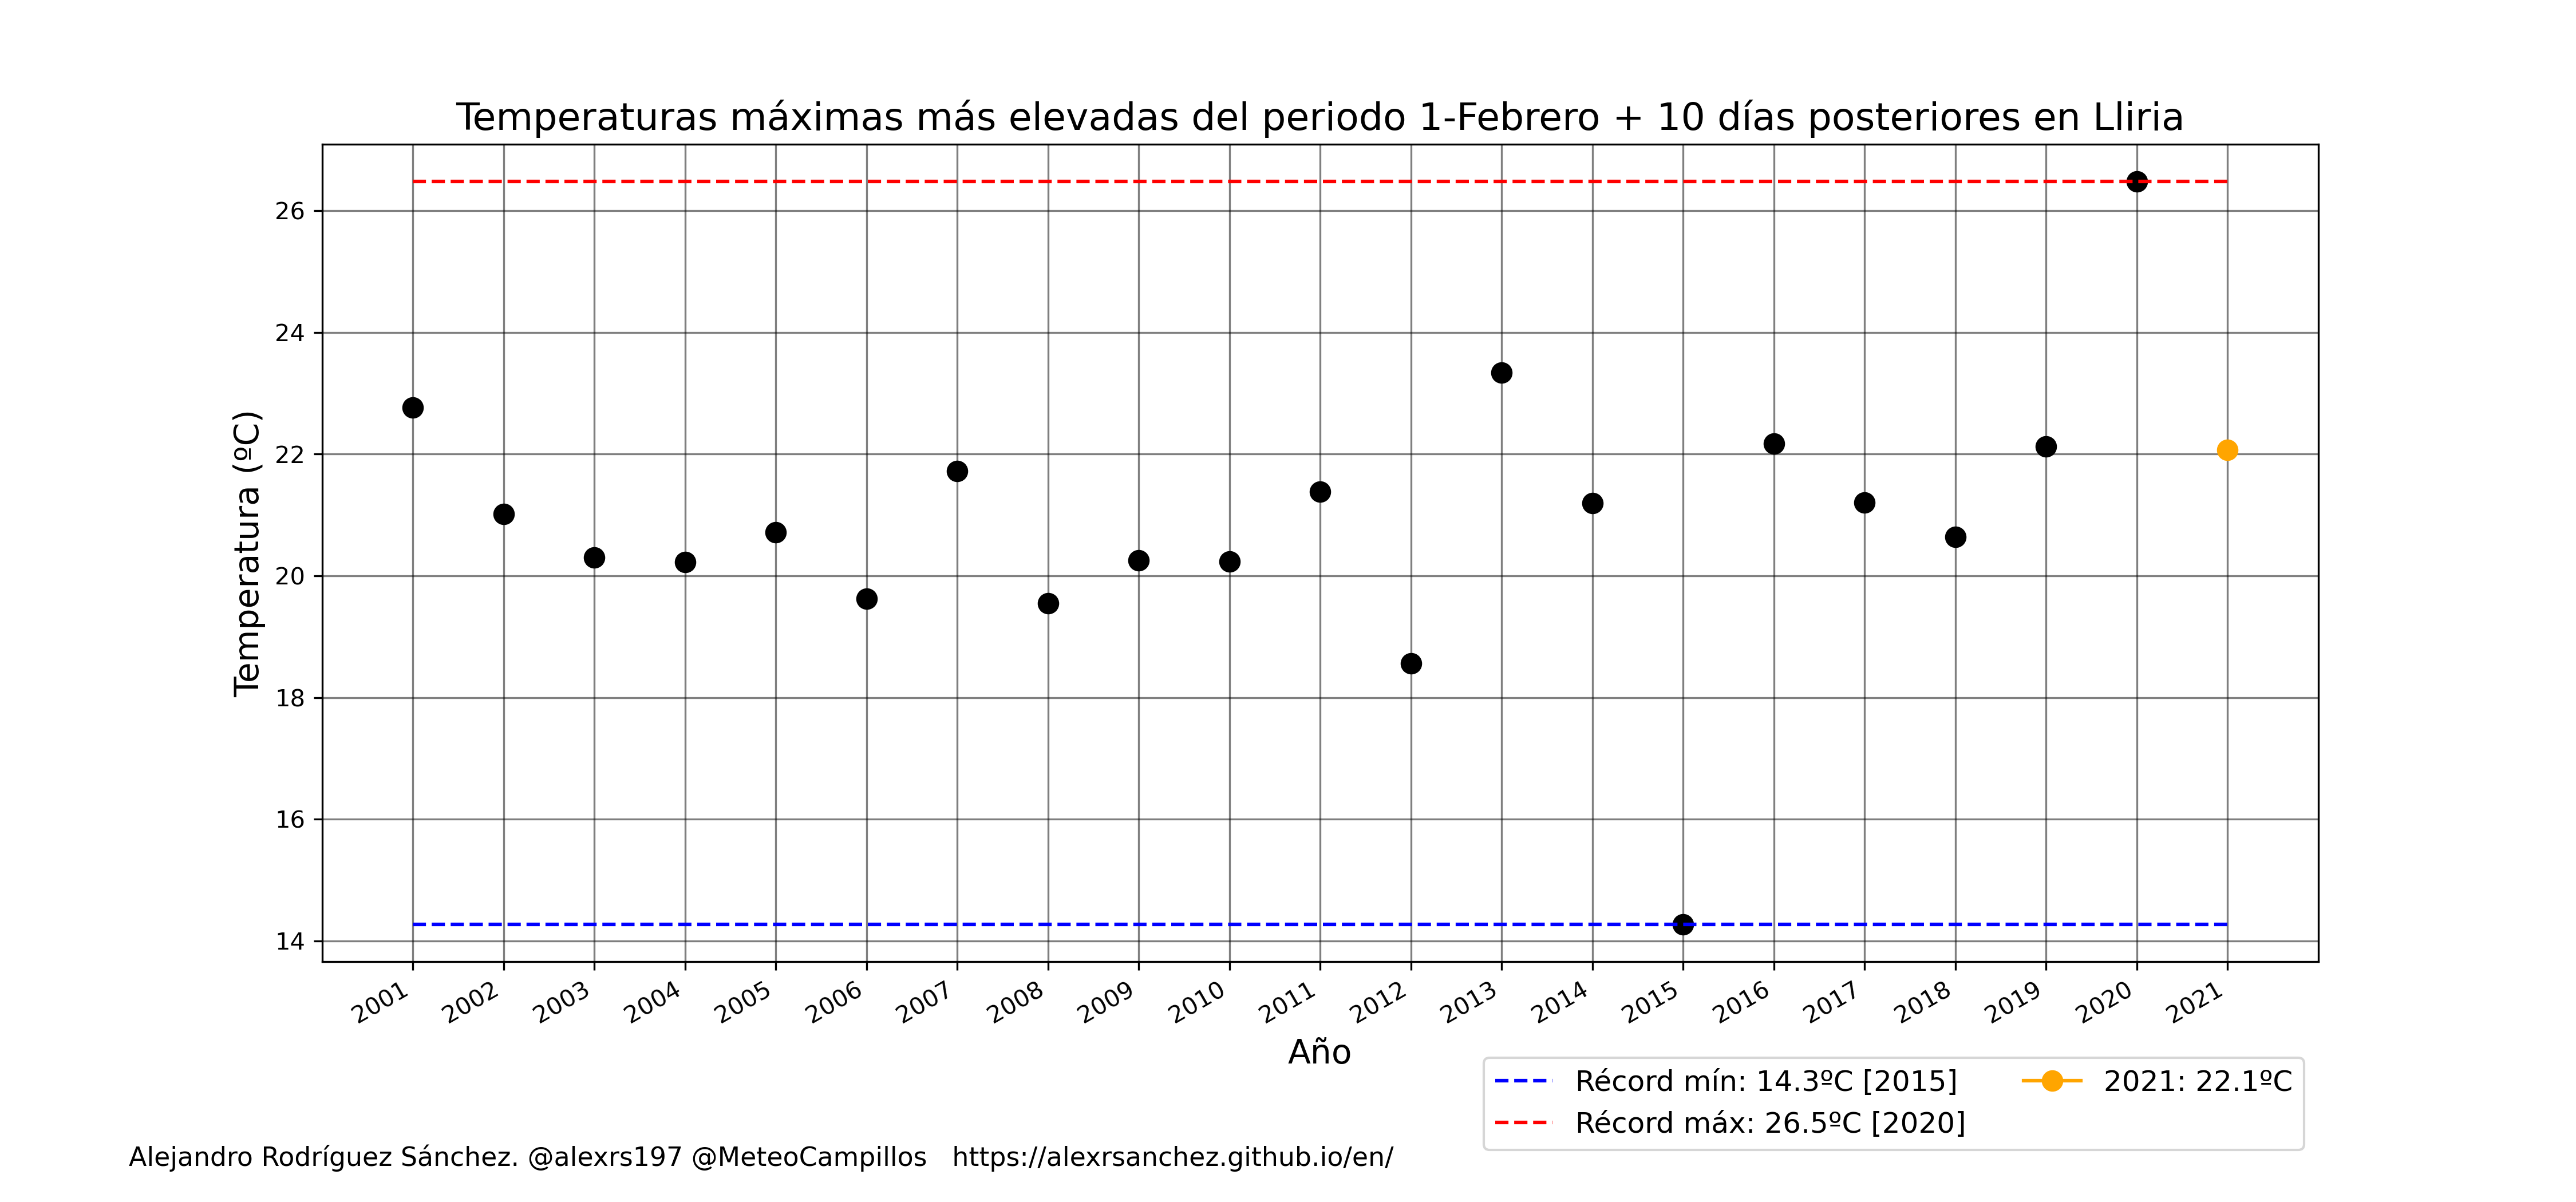 Temperaturas máximas más elevadas del periodo 1-Febrero + 10 días posteriores en Lliria
Temperatura (ºC)
26
24
22
20
18
16
14
2001 2002 2003 2004 2005 2006 2007 2008 2009 2010 2011 2012 2013 2014 2015 2016 2017 2018 2019 2020 2021
Año
Récord mín: 14.3ºC [2015] 2021: 22.1ºC
Récord máx: 26.5ºC [2020]
Alejandro Rodríguez Sánchez. @alexrs197 @MeteoCampillos https://alexrsanchez.github.io/en/